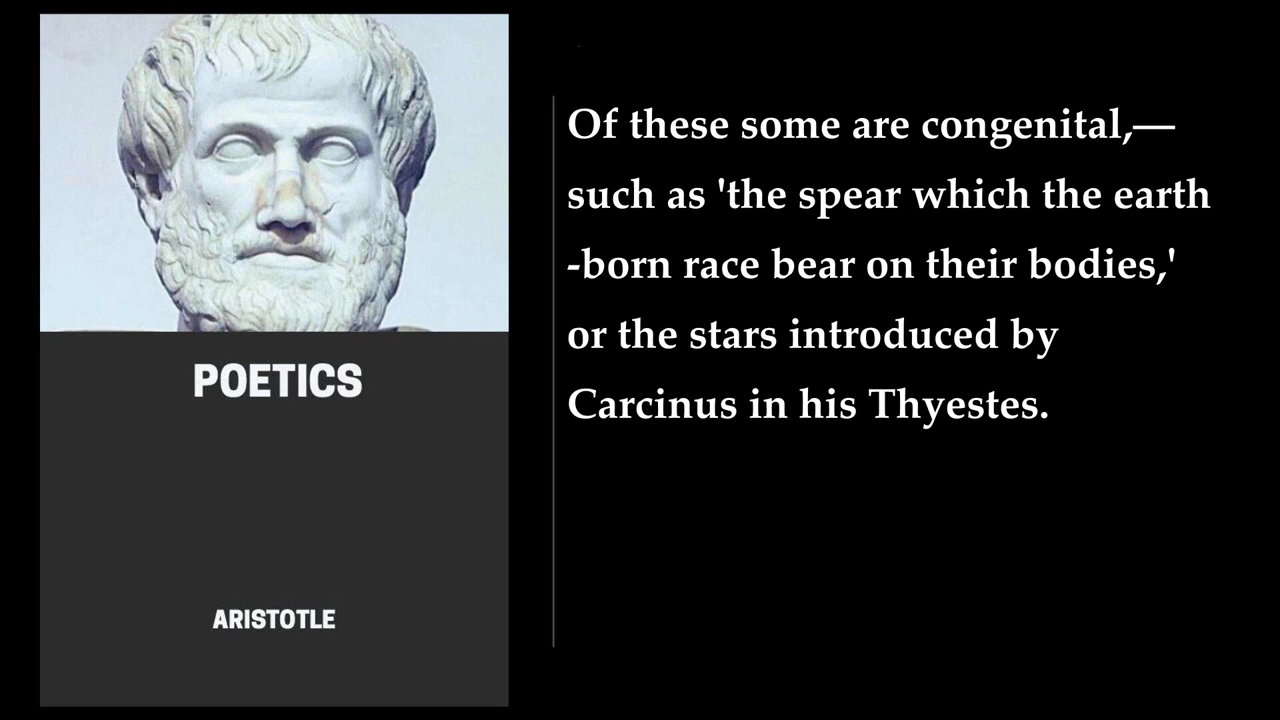 POETICS
ARISTOTLE
Of these some are congenital,—
such as 'the spear which the earth
-born race bear on their bodies,'
or the stars introduced by
Carcinus in his Thyestes.